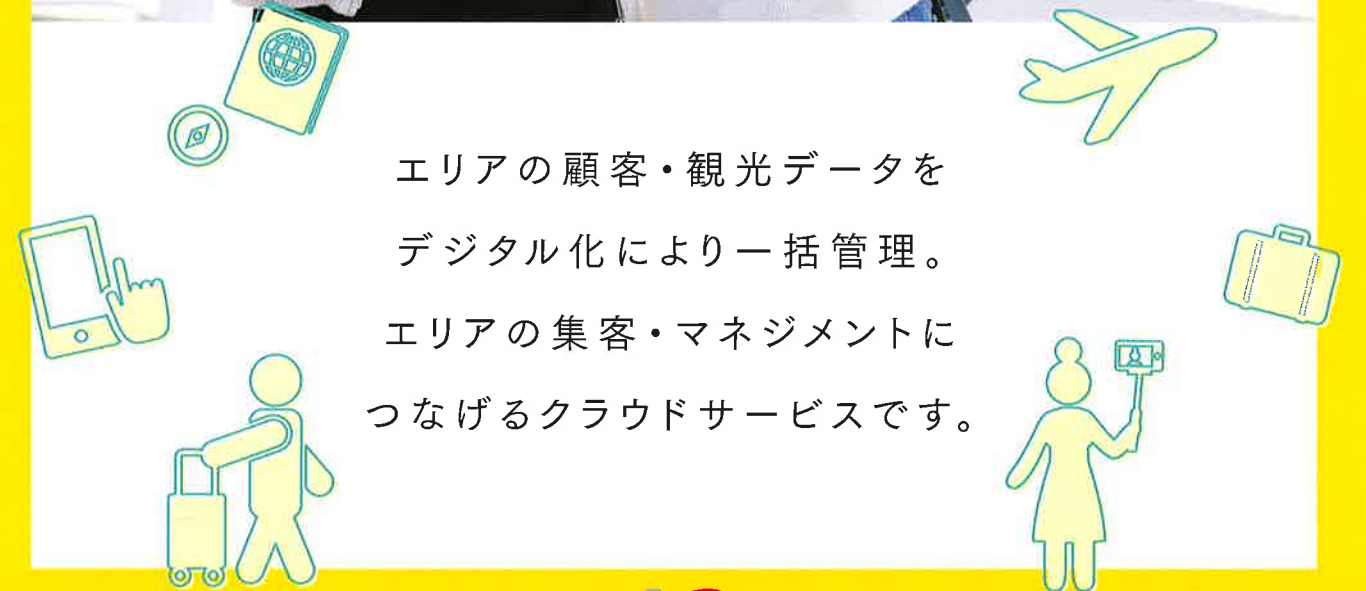 エリアの顧客・観光データを
デジタル化により一括管理。
エリアの集客・マネジメントに
つなげるクラウドサービスです。